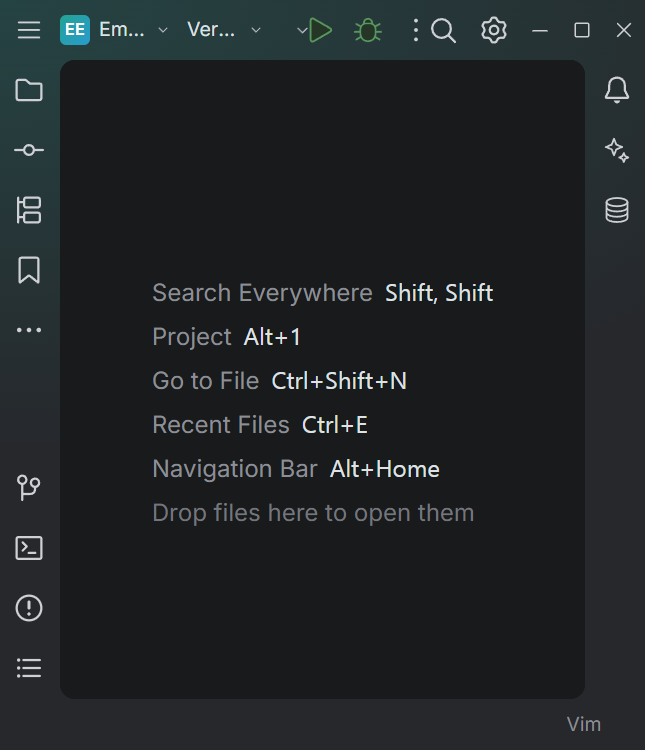 EE Em... Ver...
Search Everywhere Shift, Shift
Project Alt+1
Go to File Ctrl+Shift+N
Recent Files Ctrl+E
Navigation Bar Alt+Home
Drop files here to open them
Vim